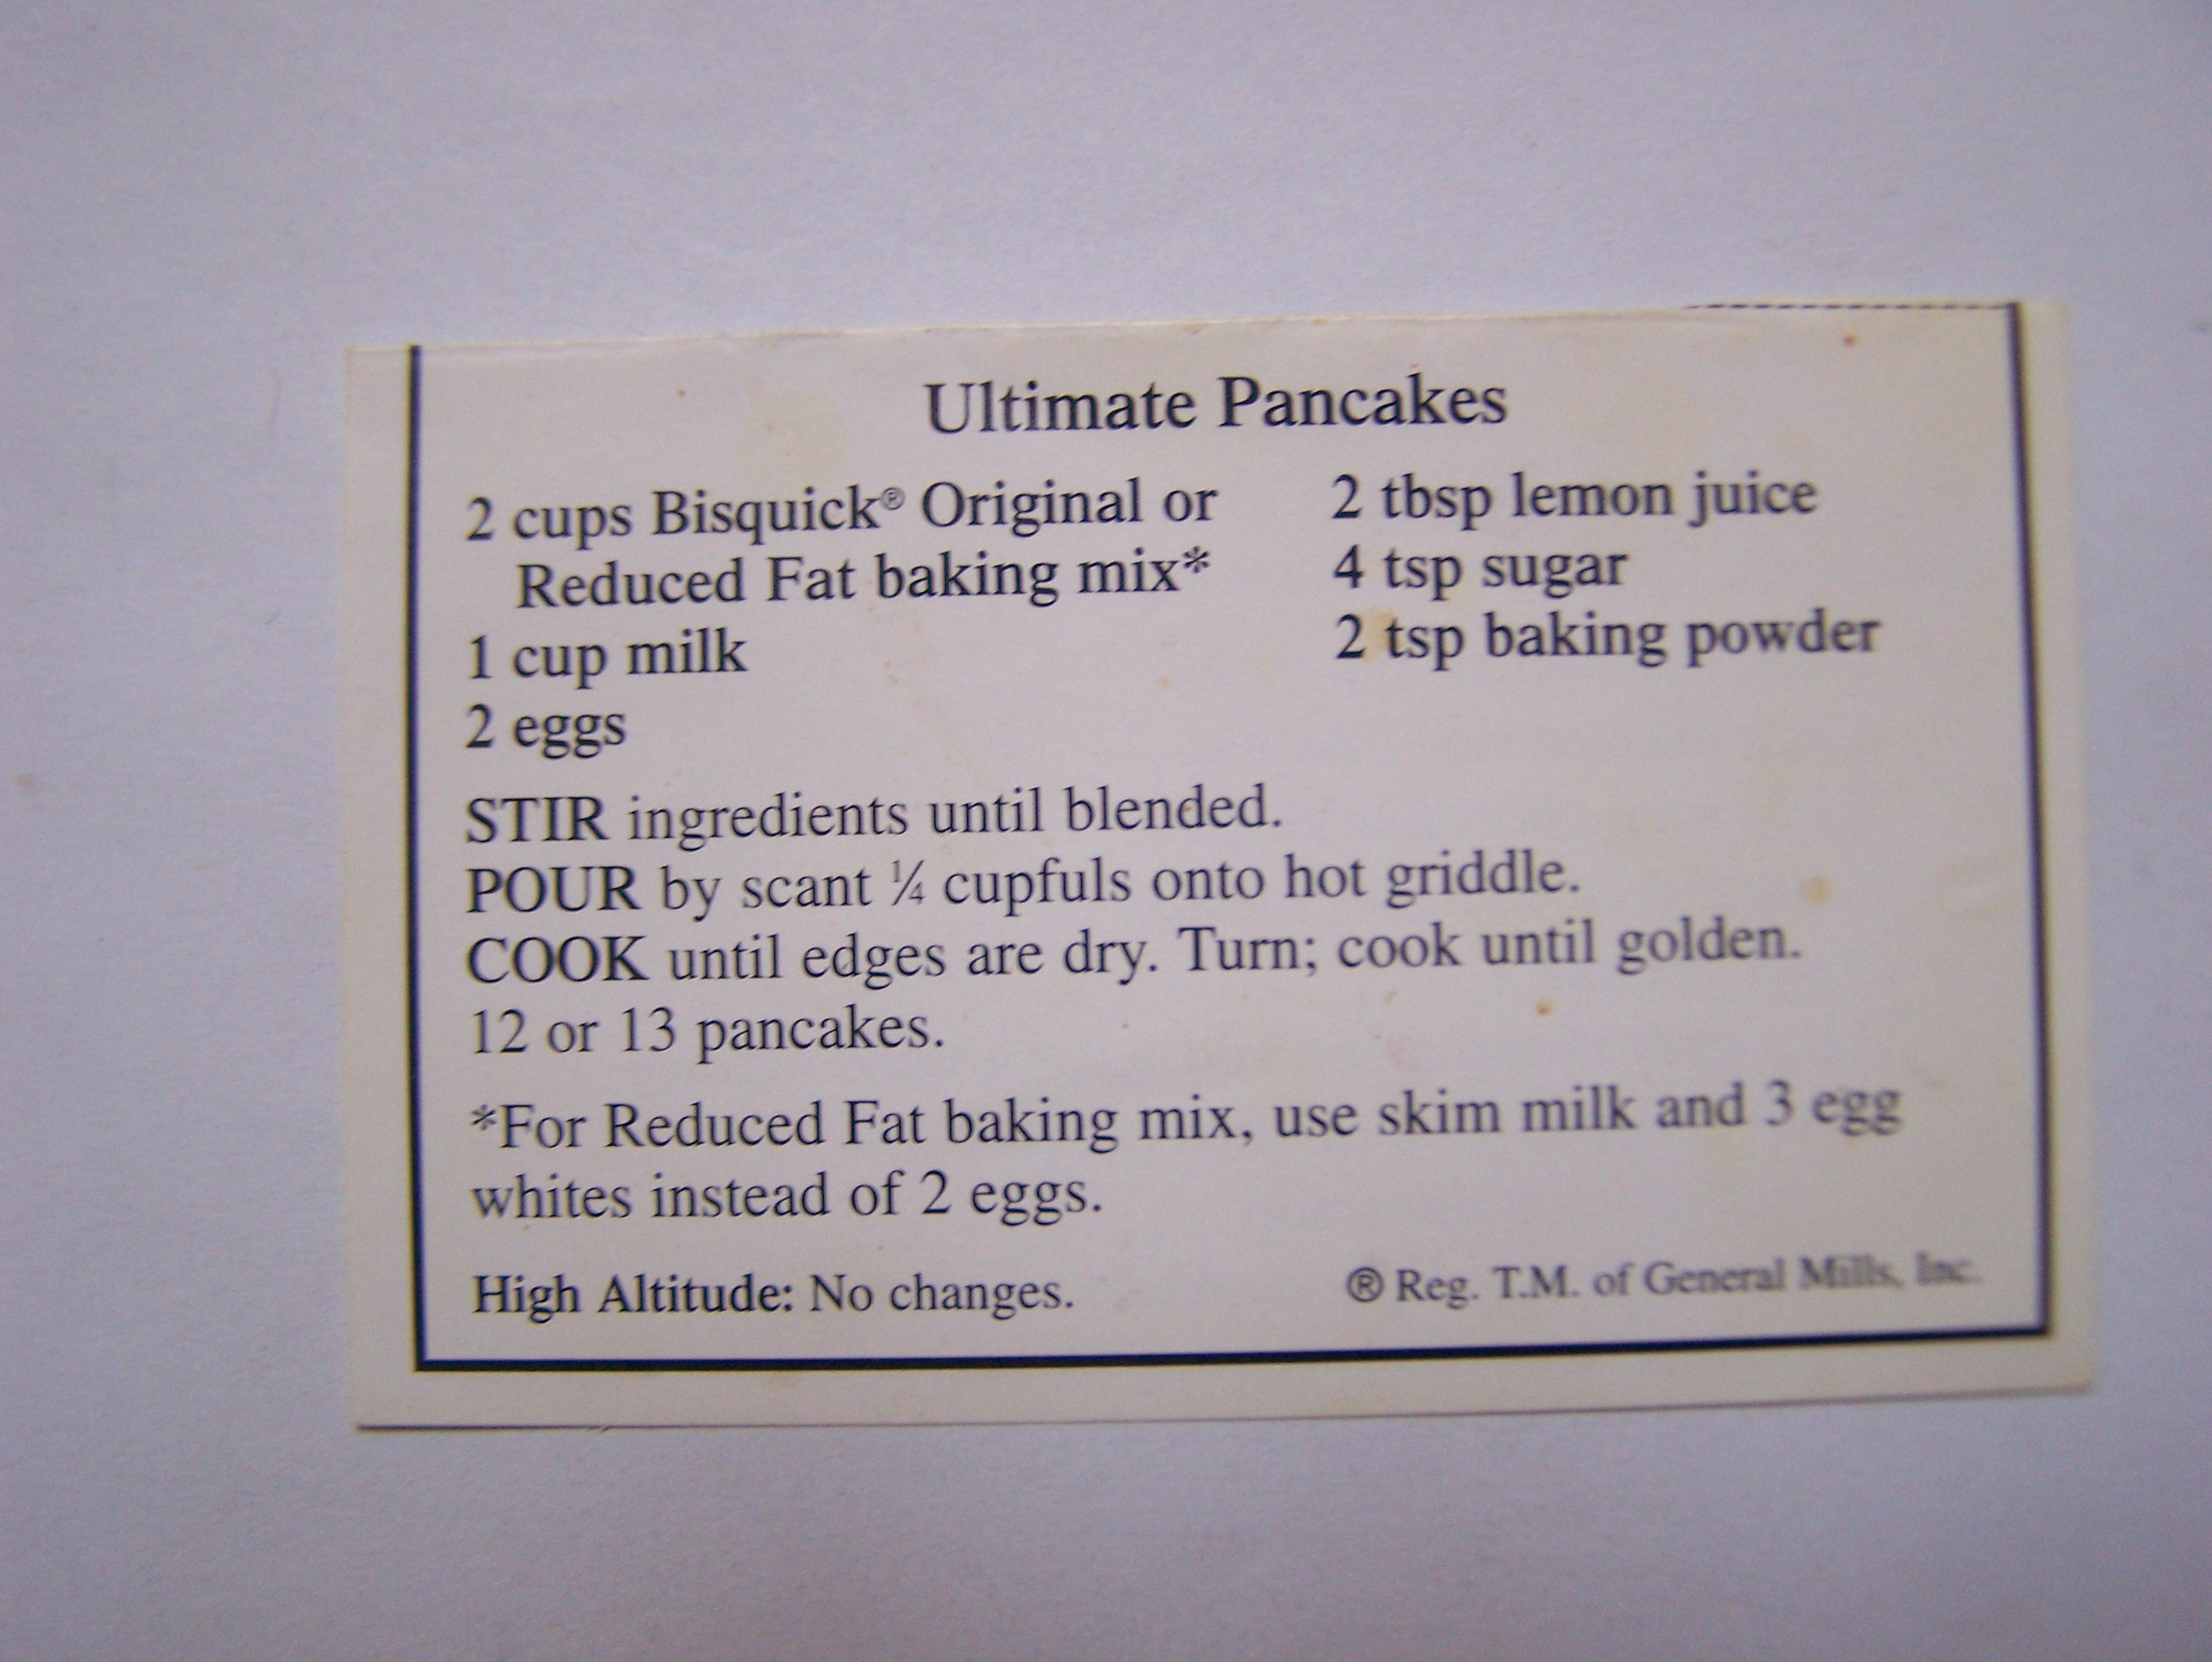 Ultimate Pancakes
2 cups Bisquick® Original or
Reduced Fat baking mix*
1 cup milk
2 eggs
2 tbsp lemon juice
4 tsp sugar
2 tsp baking powder
STIR ingredients until blended.
POUR by scant ¼ cupfuls onto hot griddle.
COOK until edges are dry. Turn; cook until golden.
12 or 13 pancakes.
*For Reduced Fat baking mix, use skim milk and 3 egg
whites instead of 2 eggs.
High Altitude: No changes.
® Reg. T.M. of General Mills, Inc.